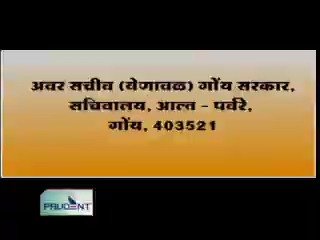 अवर सचीव (येणावळ) गोंय सरकार,
सचिवालय, आल्त - पर्वरे,
गोंय, 403521
PRUDENT